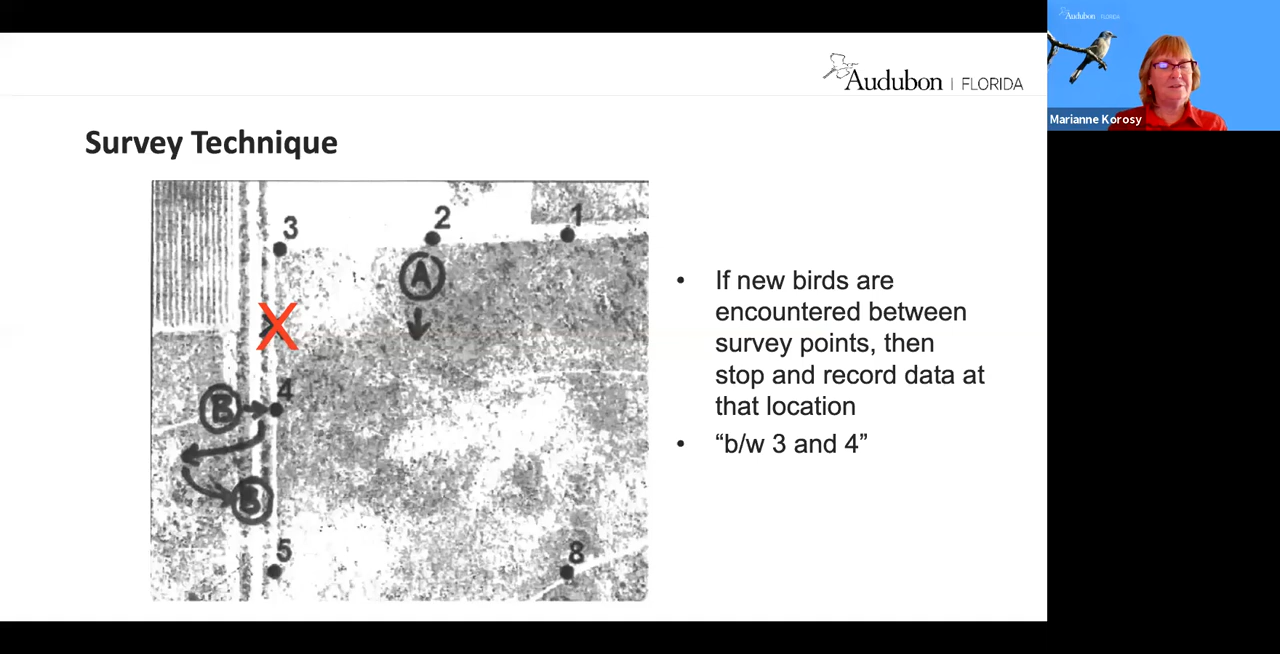 Audubon | FLORIDA
Audubon | FLORIDA
Marianne Korosy
Survey Technique
3
2
1
A
4
B
B
5
8
• If new birds are
encountered between
survey points, then
stop and record data at
that location
• “b/w 3 and 4”